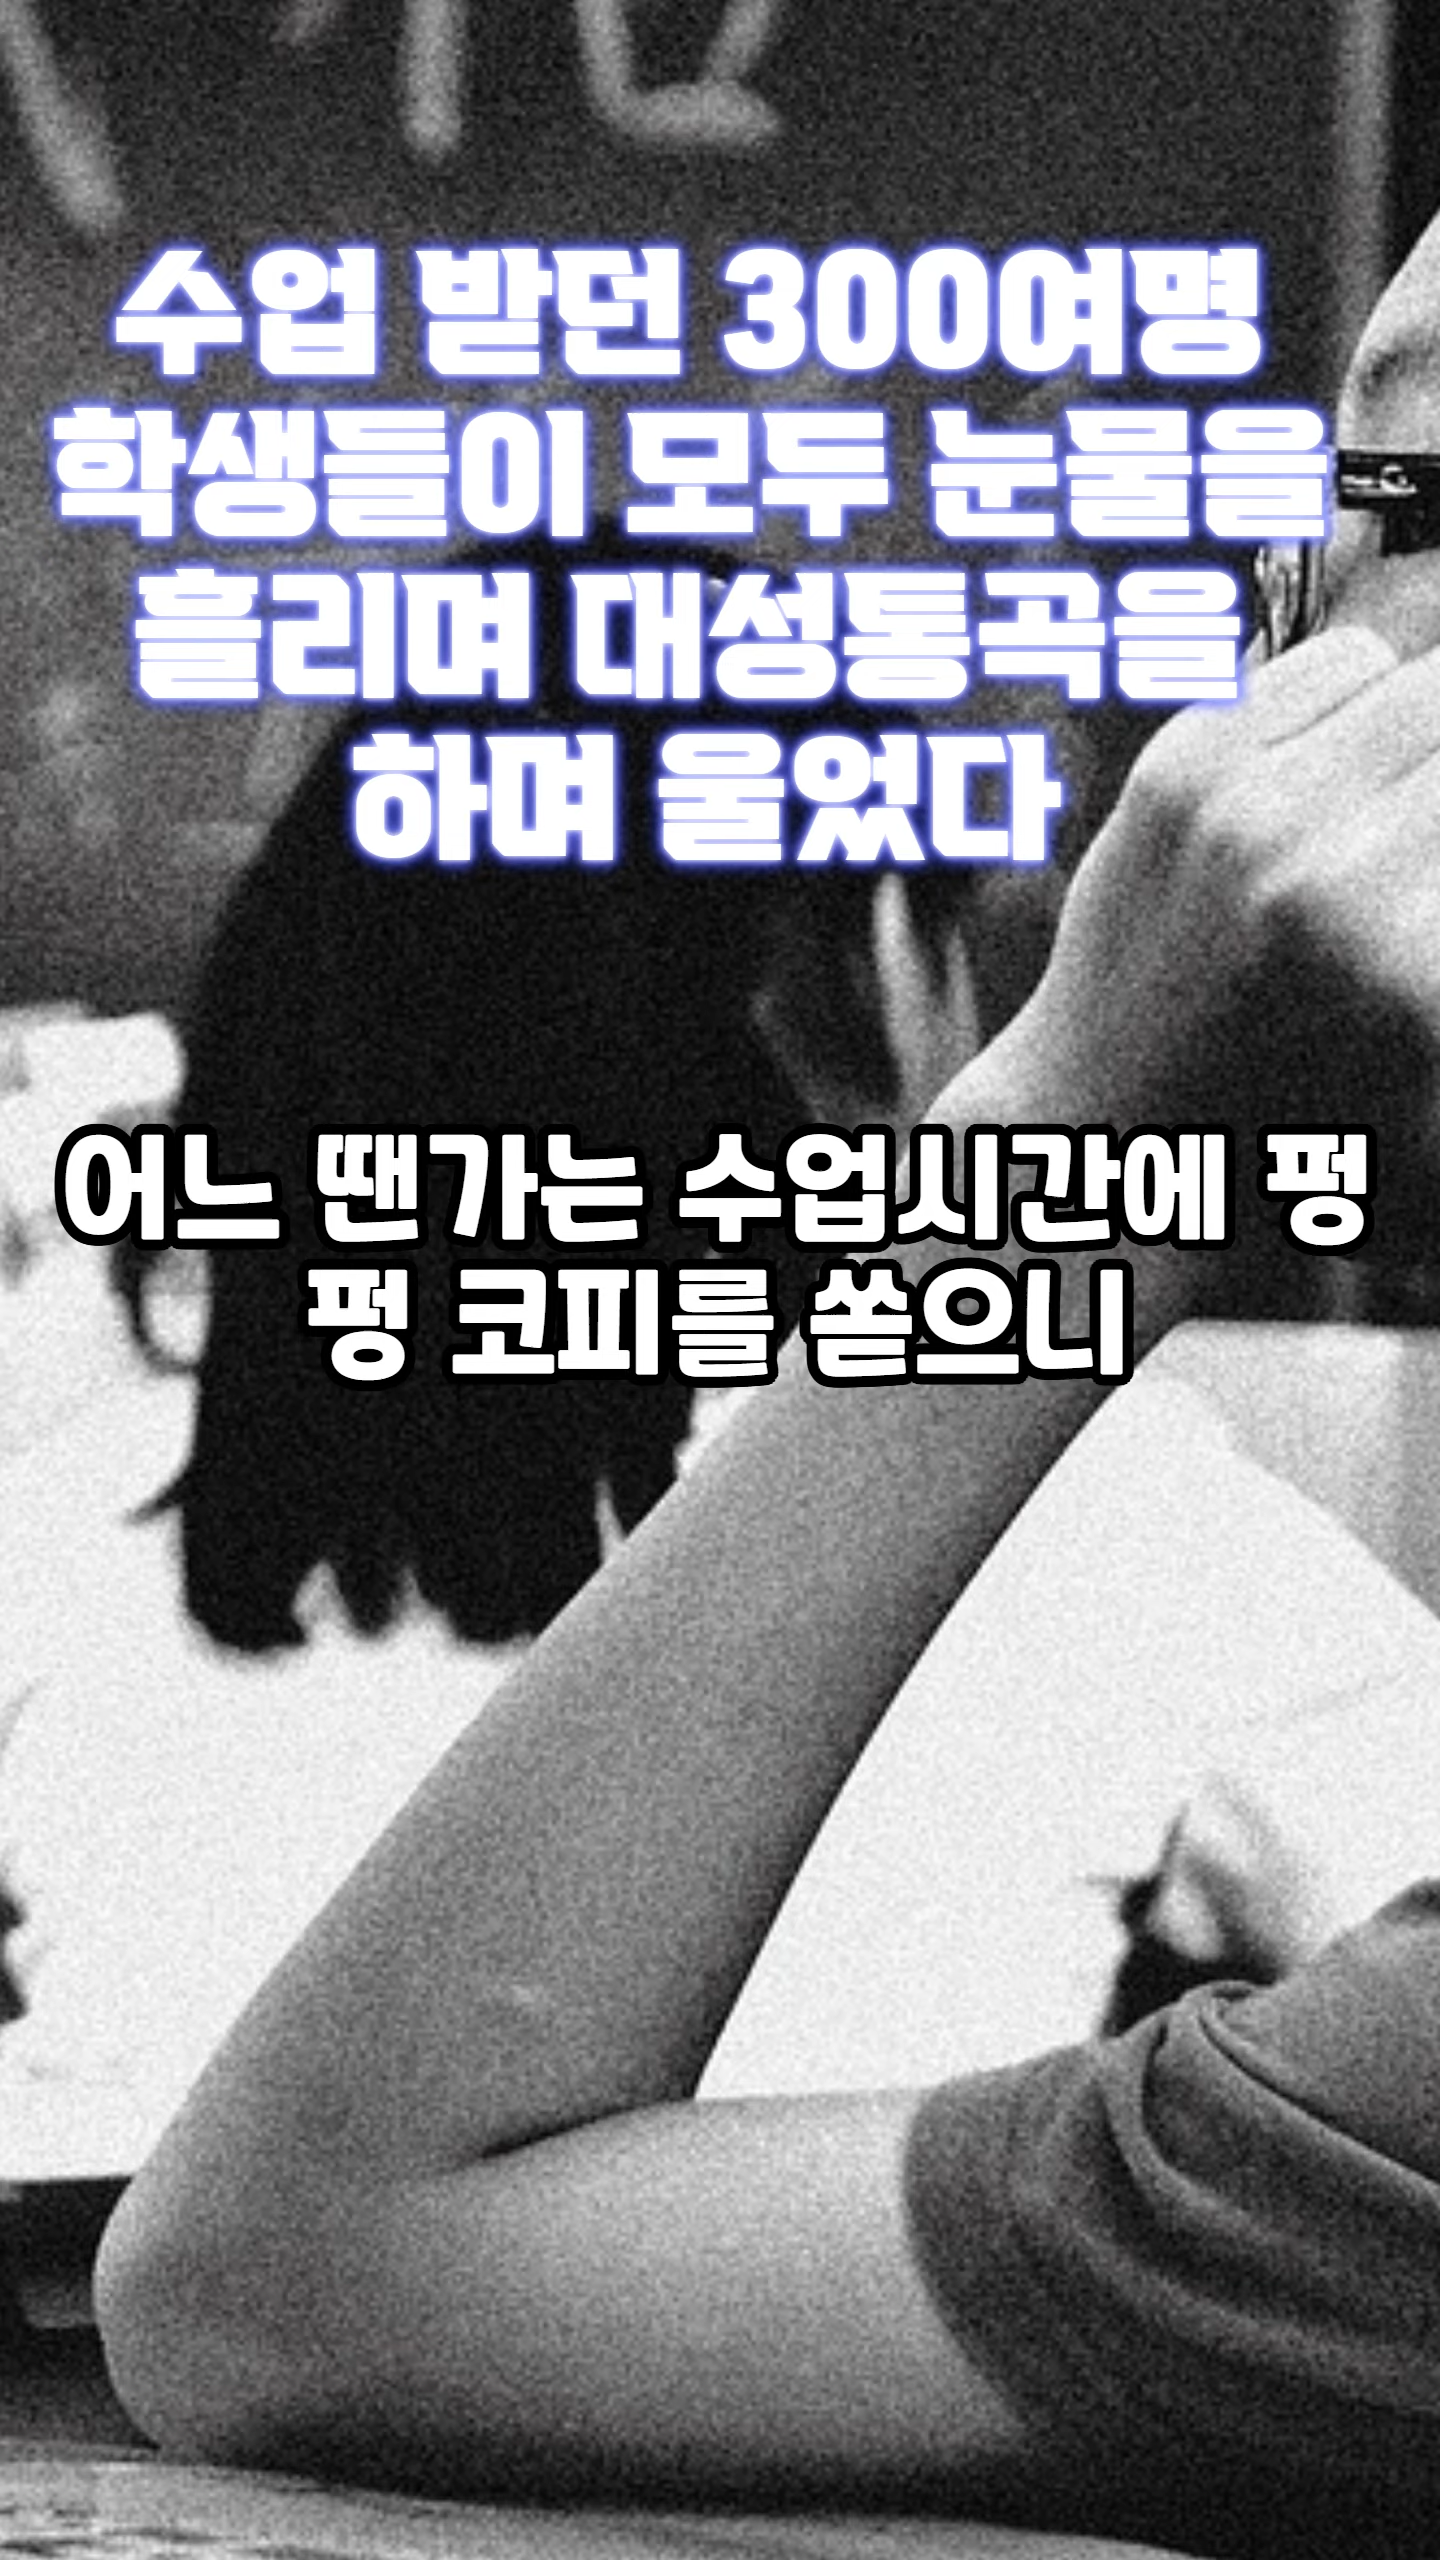 수업 받던 300여명
학생들이 모두 눈물을
흘리며 대성통곡을
하며 울었다
어느 땐가는 수업시간에 펑
펑 코피를 쏟으니